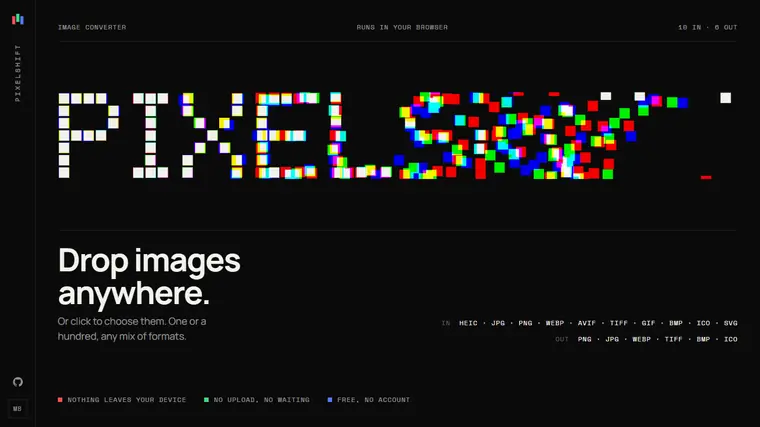 PIXELSHIFT
IMAGE CONVERTER
RUNS IN YOUR BROWSER
10 IN · 6 OUT
Drop images
anywhere.
Or click to choose them. One or a
hundred, any mix of formats.
IN HEIC · JPG · PNG · WEBP · AVIF · TIFF · GIF · BMP · ICO · SVG
OUT PNG · JPG · WEBP · TIFF · BMP · ICO
NOTHING LEAVES YOUR DEVICE
NO UPLOAD, NO WAITING
FREE, NO ACCOUNT